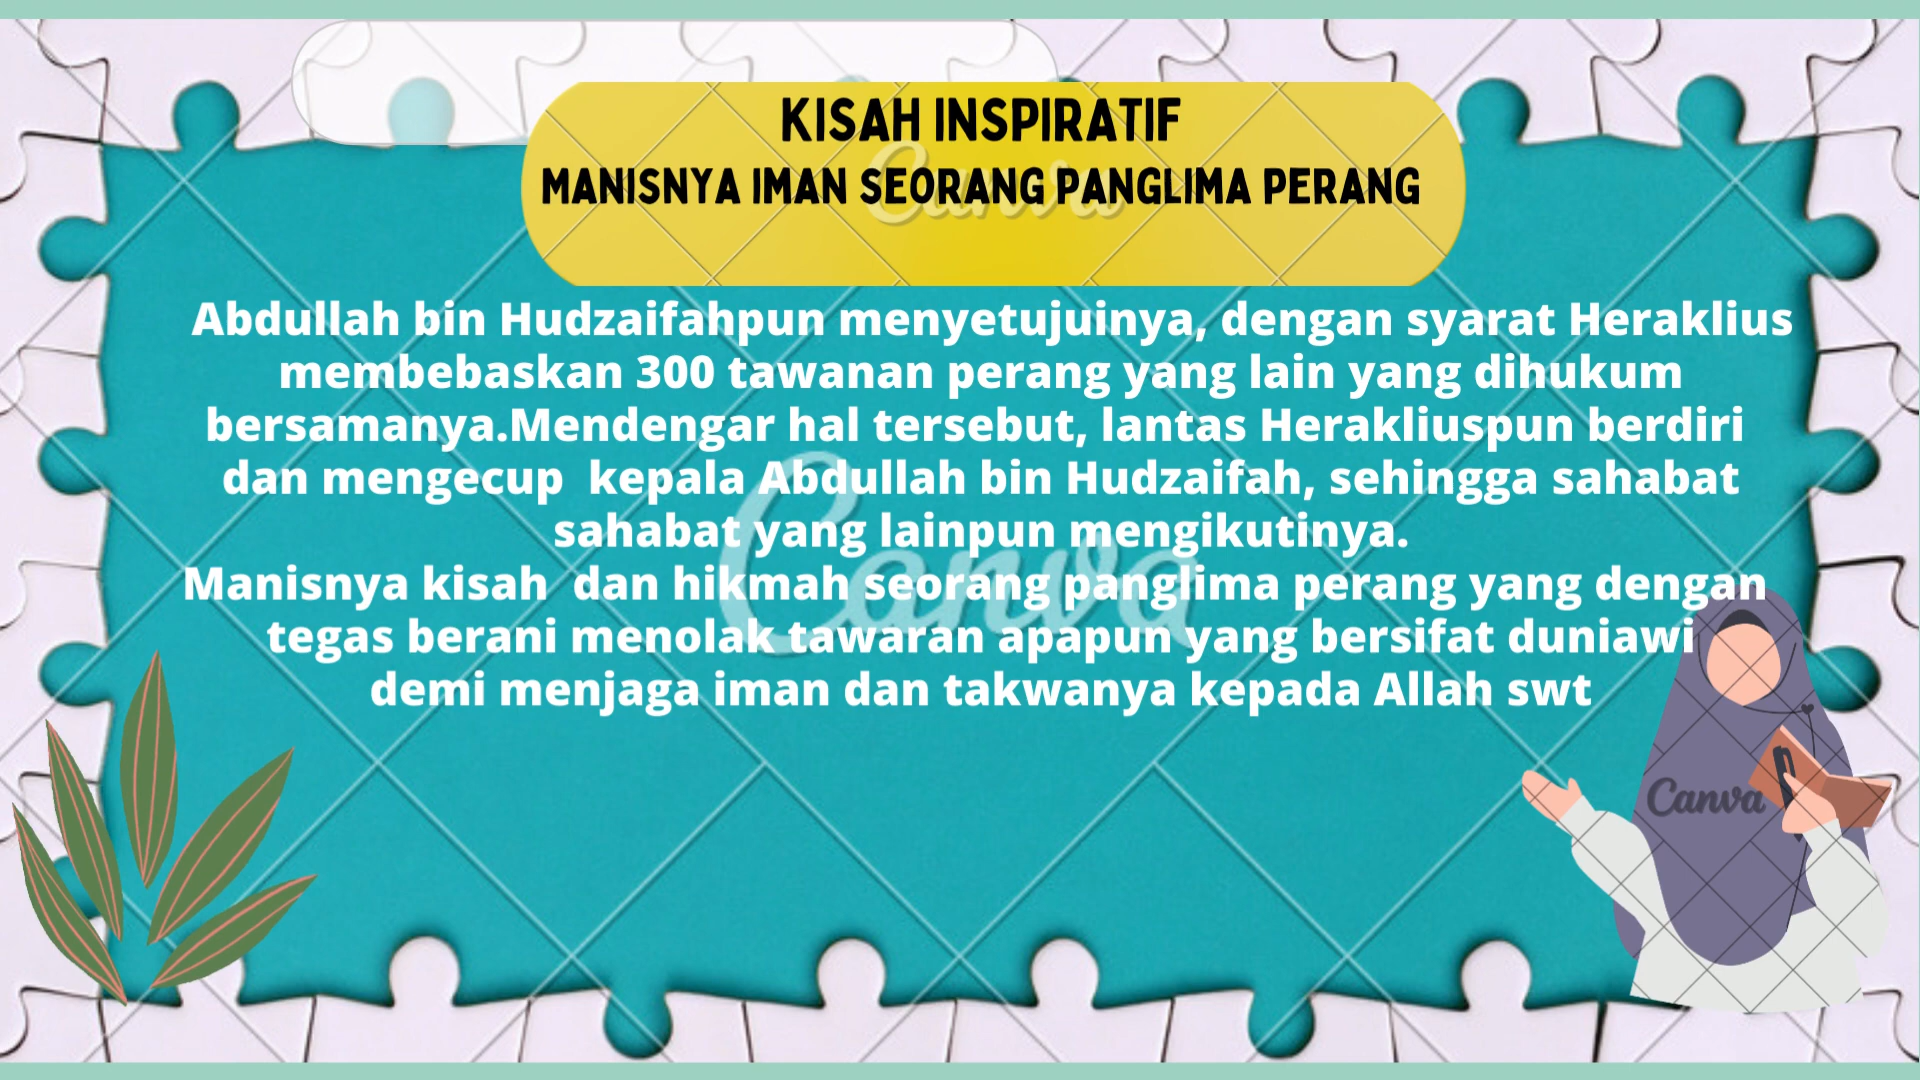 KISAH INSPIRATIF
MANISNYA IMAN SEORANG PANGLIMA PERANG
Canva
Abdullah bin Hudzaifahpun menyetujuinya, dengan syarat Heraklius
membebaskan 300 tawanan perang yang lain yang dihukum
bersamanya.Mendengar hal tersebut, lantas Herakliuspun berdiri
dan mengecup  kepala Abdullah bin Hudzaifah, sehingga sahabat
sahabat yang lainpun mengikutinya.
Manisnya kisah  dan hikmah seorang panglima perang yang dengan
tegas berani menolak tawaran apapun yang bersifat duniawi
demi menjaga iman dan takwanya kepada Allah swt
Canva
Canva